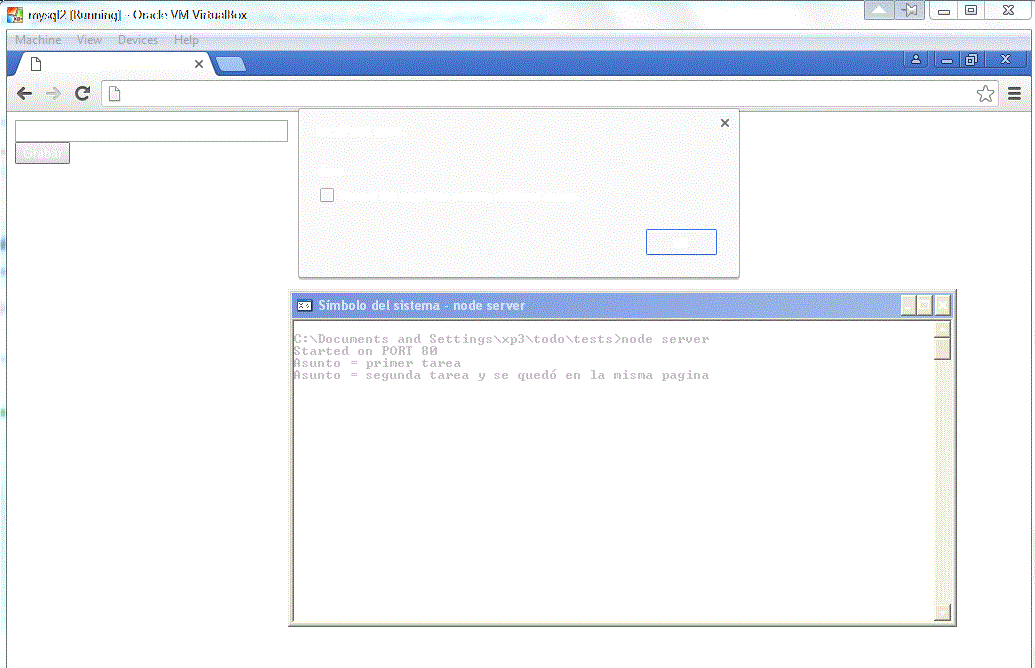 mysql2 [Running] - Oracle VM VirtualBox
Machine View Devices Help
Símbolo del sistema - node server
C:\Documents and Settings\xp3\todo\tests>node server
Started on PORT 80
Asunto = primer tarea
Asunto = segunda tarea y se quedó en la misma pagina